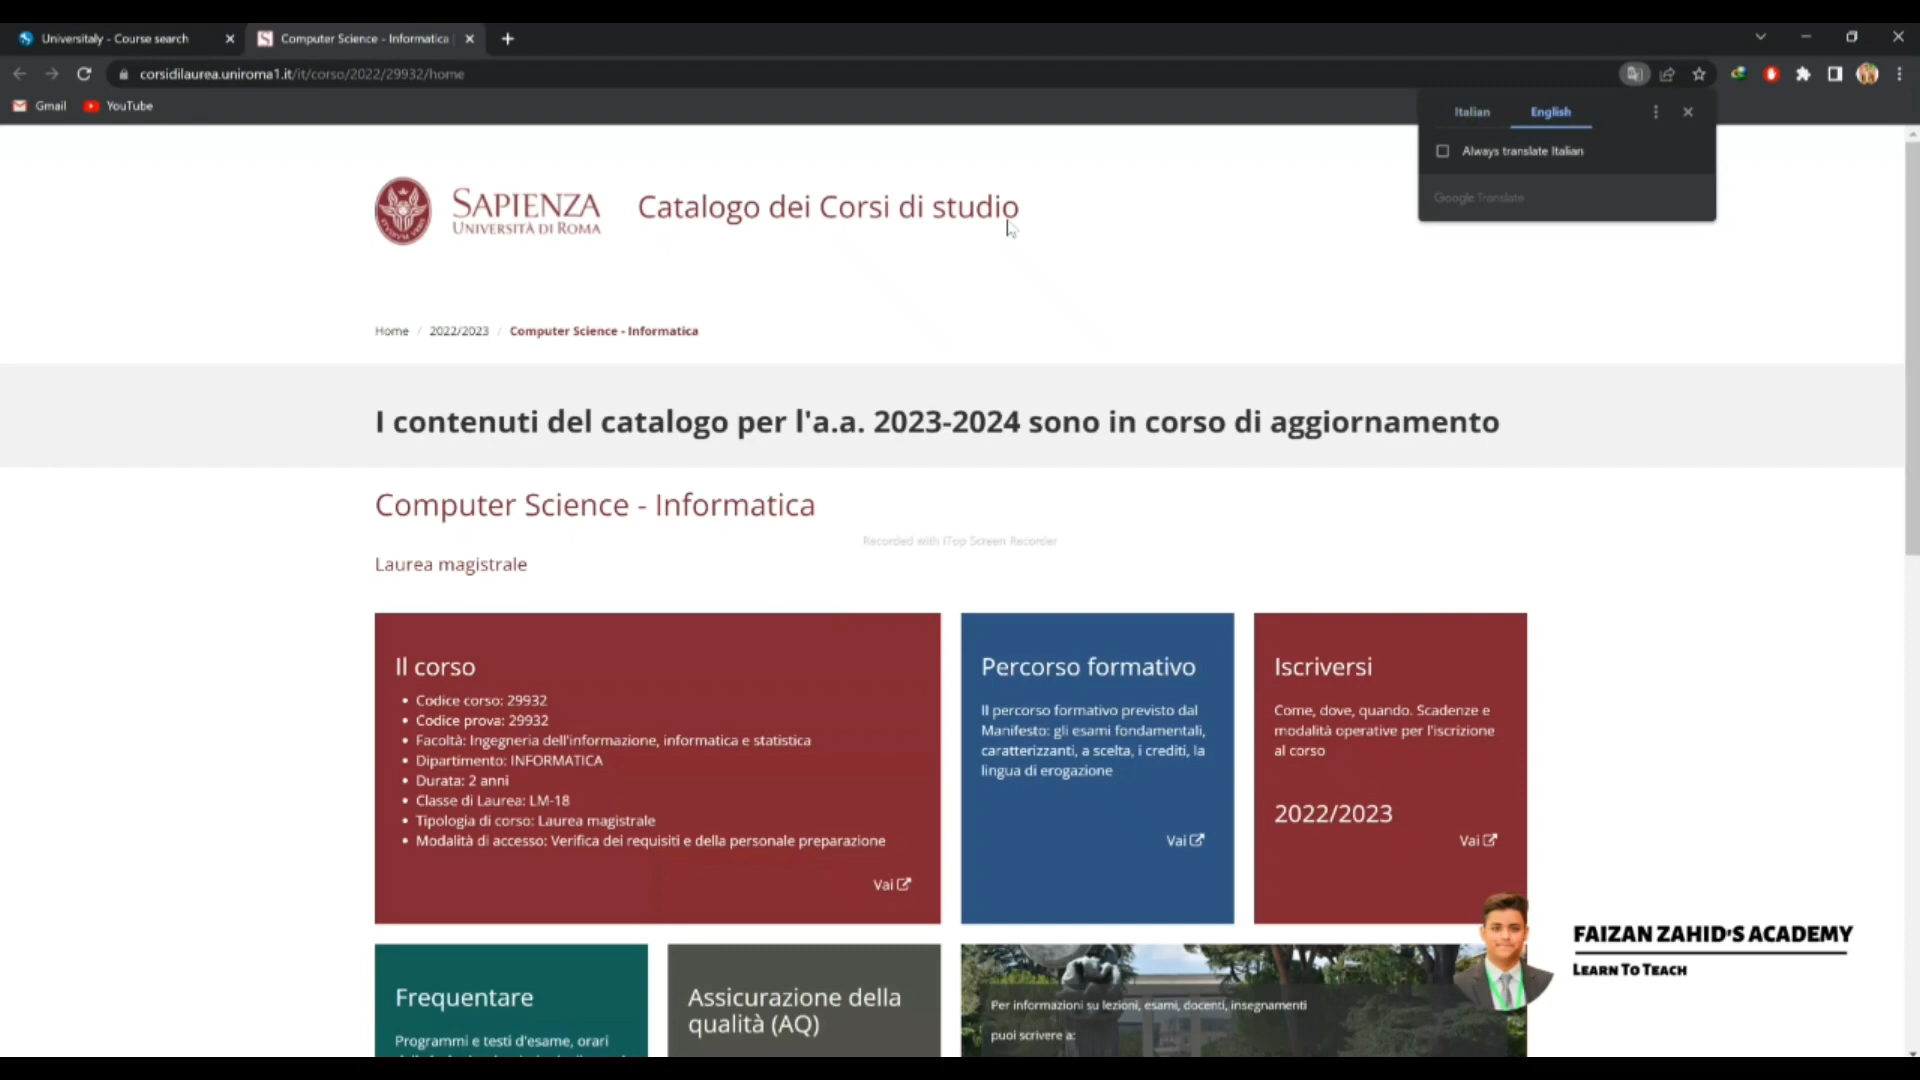 Universitaly - Course search
Computer Science - Informatica
corsidilaurea.uniroma1.it/it/corso/2022/29932/home
Gmail
YouTube
Italian
English
Always translate Italian
Google Translate
SAPIENZA
UNIVERSITÀ DI ROMA
Catalogo dei Corsi di studio
Home / 2022/2023 / Computer Science - Informatica
I contenuti del catalogo per l'a.a. 2023-2024 sono in corso di aggiornamento
Computer Science - Informatica
Recorded with iTop Screen Recorder
Laurea magistrale
Il corso
• Codice corso: 29932
• Codice prova: 29932
• Facoltà: Ingegneria dell'informazione, informatica e statistica
• Dipartimento: INFORMATICA
• Durata: 2 anni
• Classe di Laurea: LM-18
• Tipologia di corso: Laurea magistrale
• Modalità di accesso: Verifica dei requisiti e della personale preparazione
Vai
Percorso formativo
Il percorso formativo previsto dal
Manifesto: gli esami fondamentali,
caratterizzanti, a scelta, i crediti, la
lingua di erogazione
Vai
Iscriversi
Come, dove, quando. Scadenze e
modalità operative per l'iscrizione
al corso
2022/2023
Vai
Frequentare
Programmi e testi d'esame, orari
Assicurazione della
qualità (AQ)
Per informazioni su lezioni, esami, docenti, insegnamenti
puoi scrivere a:
FAIZAN ZAHID'S ACADEMY
LEARN TO TEACH